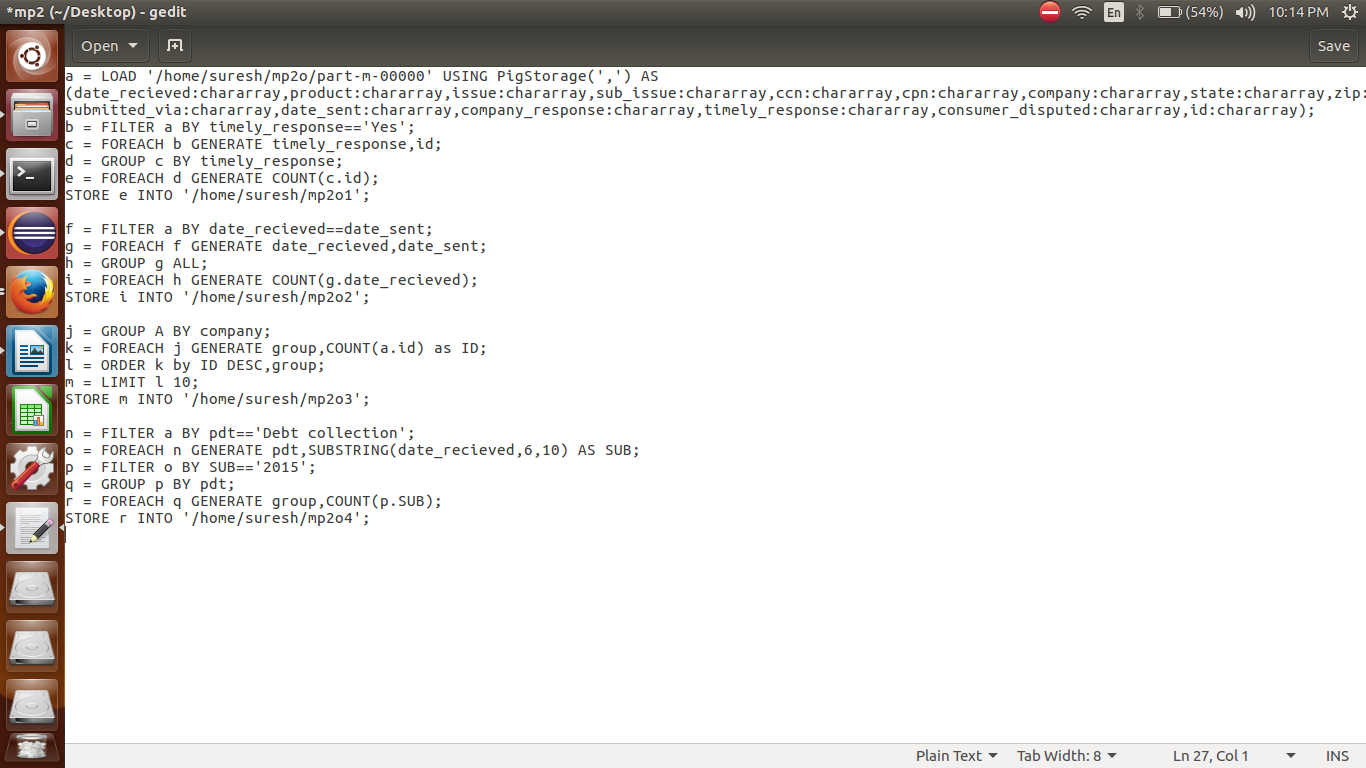 *mp2 (~/Desktop) - gedit
En
(54%)
10:14 PM
Open
Save
a = LOAD '/home/suresh/mp2o/part-m-00000' USING PigStorage(',') AS
(date_recieved:chararray,product:chararray,issue:chararray,sub_issue:chararray,ccn:chararray,cpn:chararray,company:chararray,state:chararray,zip:
submitted_via:chararray,date_sent:chararray,company_response:chararray,timely_response:chararray,consumer_disputed:chararray,id:chararray);
b = FILTER a BY timely_response=='Yes';
c = FOREACH b GENERATE timely_response,id;
d = GROUP c BY timely_response;
e = FOREACH d GENERATE COUNT(c.id);
STORE e INTO '/home/suresh/mp2o1';
f = FILTER a BY date_recieved==date_sent;
g = FOREACH f GENERATE date_recieved,date_sent;
h = GROUP g ALL;
i = FOREACH h GENERATE COUNT(g.date_recieved);
STORE i INTO '/home/suresh/mp2o2';
j = GROUP A BY company;
k = FOREACH j GENERATE group,COUNT(a.id) as ID;
l = ORDER k by ID DESC,group;
m = LIMIT l 10;
STORE m INTO '/home/suresh/mp2o3';
n = FILTER a BY pdt=='Debt collection';
o = FOREACH n GENERATE pdt,SUBSTRING(date_recieved,6,10) AS SUB;
p = FILTER o BY SUB=='2015';
q = GROUP p BY pdt;
r = FOREACH q GENERATE group,COUNT(p.SUB);
STORE r INTO '/home/suresh/mp2o4';
Plain Text
Tab Width: 8
Ln 27, Col 1
INS